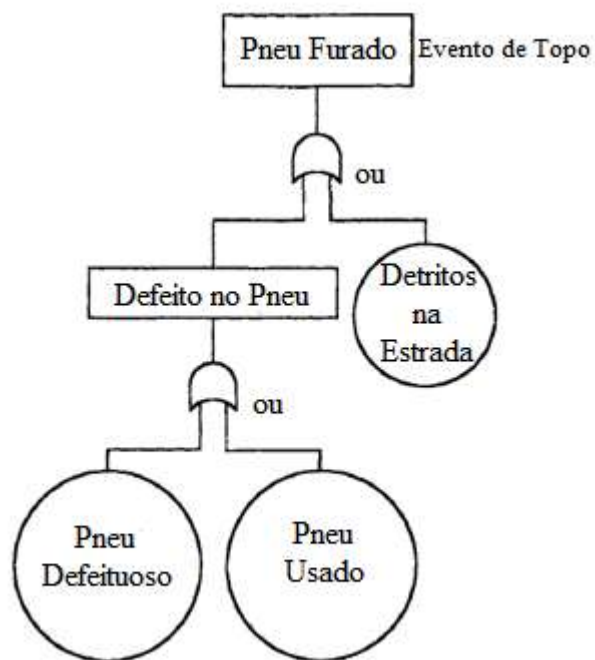 Pneu Furado
Evento de Topo
ou
Defeito no Pneu
Detritos
na
Estrada
ou
Pneu
Defeituoso
Pneu
Usado